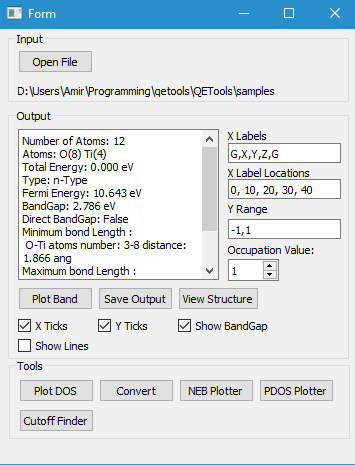 Form
Input
Open File
D:\Users\Amir\Programming\qetools\QETools\samples
Output
Number of Atoms: 12
Atoms: O(8) Ti(4)
Total Energy: 0.000 eV
Type: n-Type
Fermi Energy: 10.643 eV
BandGap: 2.786 eV
Direct BandGap: False
Minimum bond Length :
O-Ti atoms number: 3-8 distance:
1.866 ang
Maximum bond Length :
X Labels
G,X,Y,Z,G
X Label Locations
0, 10, 20, 30, 40
Y Range
-1,1
Occupation Value:
1
Plot Band Save Output View Structure
X Ticks Y Ticks Show BandGap
Show Lines
Tools
Plot DOS Convert NEB Plotter PDOS Plotter
Cutoff Finder